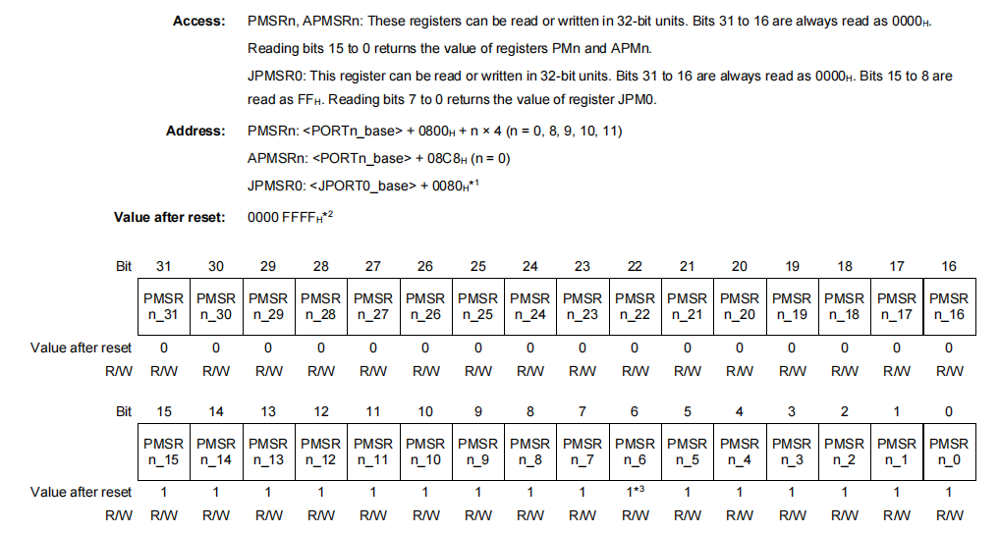 Access: PMSRn, APMSRn: These registers can be read or written in 32-bit units. Bits 31 to 16 are always read as 0000H.
Reading bits 15 to 0 returns the value of registers PMn and APMn.
JPMSR0: This register can be read or written in 32-bit units. Bits 31 to 16 are always read as 0000H. Bits 15 to 8 are
read as FFH. Reading bits 7 to 0 returns the value of register JPM0.
Address: PMSRn: <PORTn_base> + 0800H + n × 4 (n = 0, 8, 9, 10, 11)
APMSRn: <PORTn_base> + 08C8H (n = 0)
JPMSR0: <JPORT0_base> + 0080H*1
Value after reset: 0000 FFFFH*2
Bit 31 30 29 28 27 26 25 24 23 22 21 20 19 18 17 16
PMSR PMSR PMSR PMSR PMSR PMSR PMSR PMSR PMSR PMSR PMSR PMSR PMSR PMSR PMSR PMSR
n_31 n_30 n_29 n_28 n_27 n_26 n_25 n_24 n_23 n_22 n_21 n_20 n_19 n_18 n_17 n_16
Value after reset 0 0 0 0 0 0 0 0 0 0 0 0 0 0 0 0
R/W R/W R/W R/W R/W R/W R/W R/W R/W R/W R/W R/W R/W R/W R/W R/W R/W
Bit 15 14 13 12 11 10 9 8 7 6 5 4 3 2 1 0
PMSR PMSR PMSR PMSR PMSR PMSR PMSR PMSR PMSR PMSR PMSR PMSR PMSR PMSR PMSR PMSR
n_15 n_14 n_13 n_12 n_11 n_10 n_9 n_8 n_7 n_6 n_5 n_4 n_3 n_2 n_1 n_0
Value after reset 1 1 1 1 1 1 1 1 1 1*3 1 1 1 1 1 1
R/W R/W R/W R/W R/W R/W R/W R/W R/W R/W R/W R/W R/W R/W R/W R/W R/W